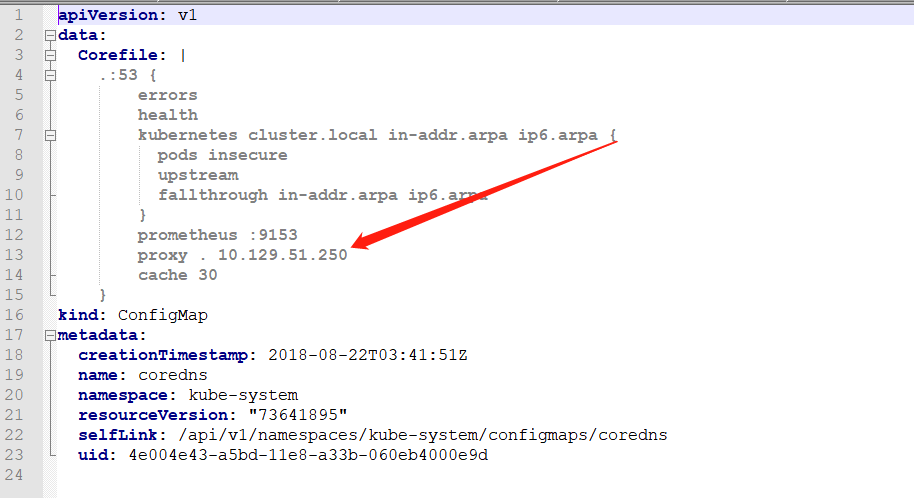 1 apiVersion: v1
2 data:
3 Corefile: |
4 .:53 {
5 errors
6 health
7 kubernetes cluster.local in-addr.arpa ip6.arpa {
8 pods insecure
9 upstream
10 fallthrough in-addr.arpa ip6.arpa
11 }
12 prometheus :9153
13 proxy . 10.129.51.250
14 cache 30
15 }
16 kind: ConfigMap
17 metadata:
18 creationTimestamp: 2018-08-22T03:41:51Z
19 name: coredns
20 namespace: kube-system
21 resourceVersion: "73641895"
22 selfLink: /api/v1/namespaces/kube-system/configmaps/coredns
23 uid: 4e004e43-a5bd-11e8-a33b-060eb4000e9d
24